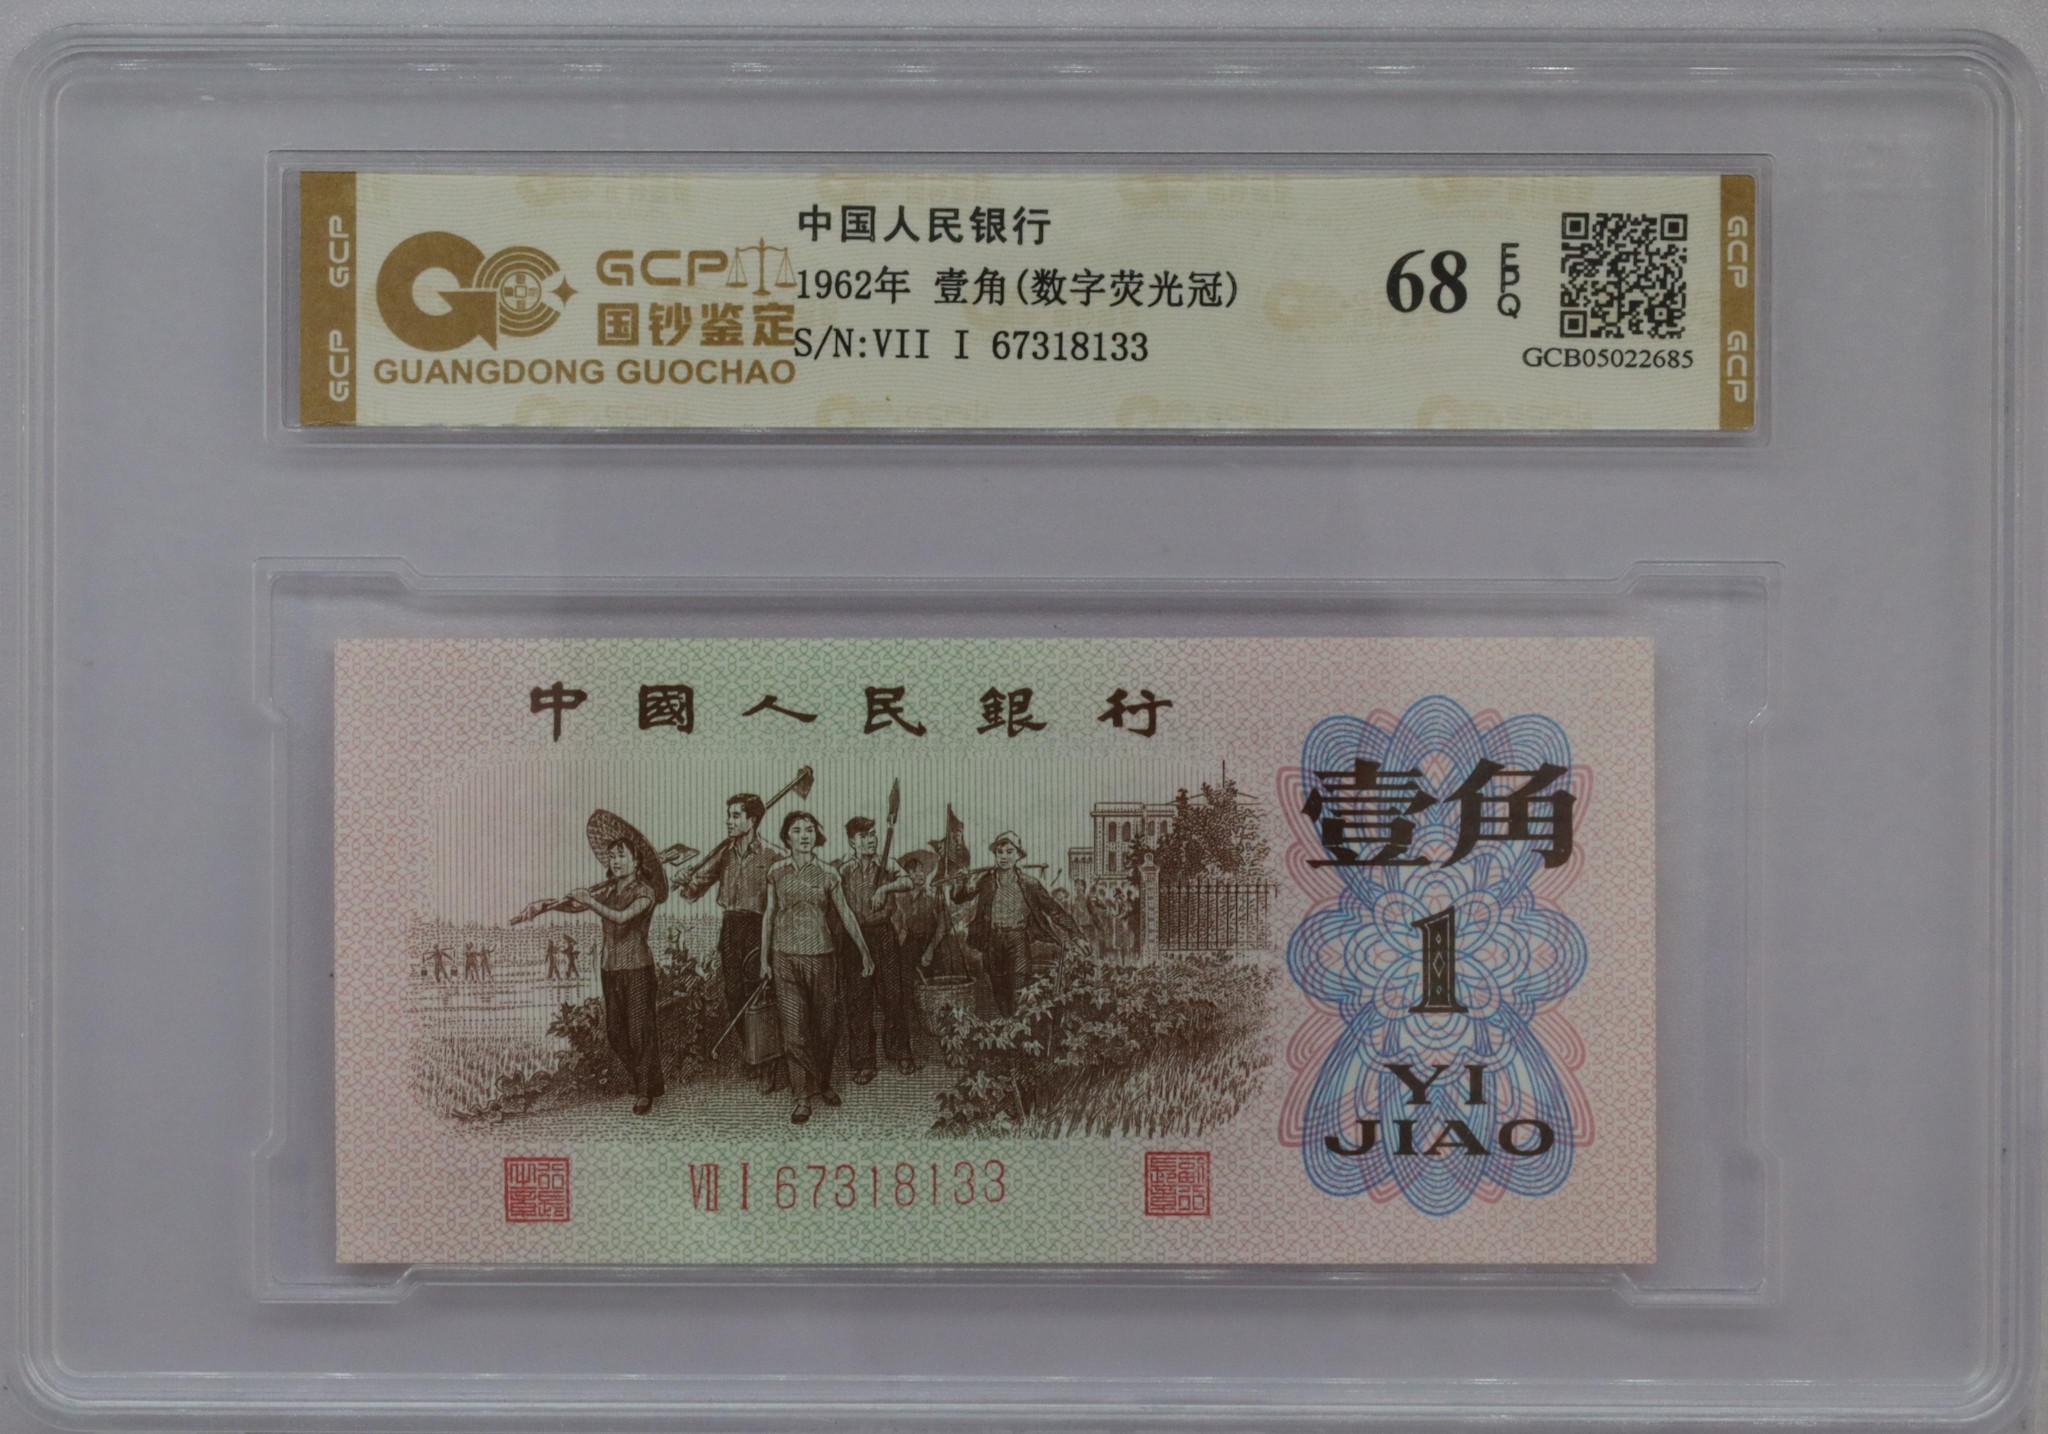 GCP GCP
GCP
国钞鉴定
GUANGDONG GUOCHAO
中国人民银行
1962年 壹角(数字荧光冠)
S/N:VII I 67318133
68 EPQ
GCB05022685
GCP GCP
中國人民銀行
壹角
1
YI
JIAO
VII I 67318133